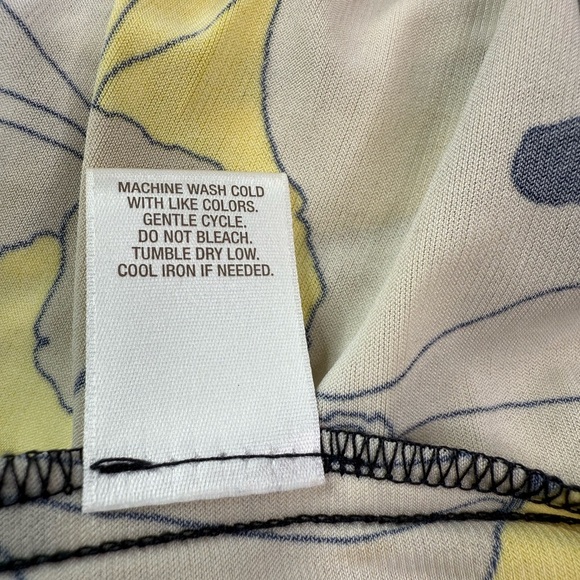 MACHINE WASH COLD
WITH LIKE COLORS.
GENTLE CYCLE.
DO NOT BLEACH.
TUMBLE DRY LOW.
COOL IRON IF NEEDED.